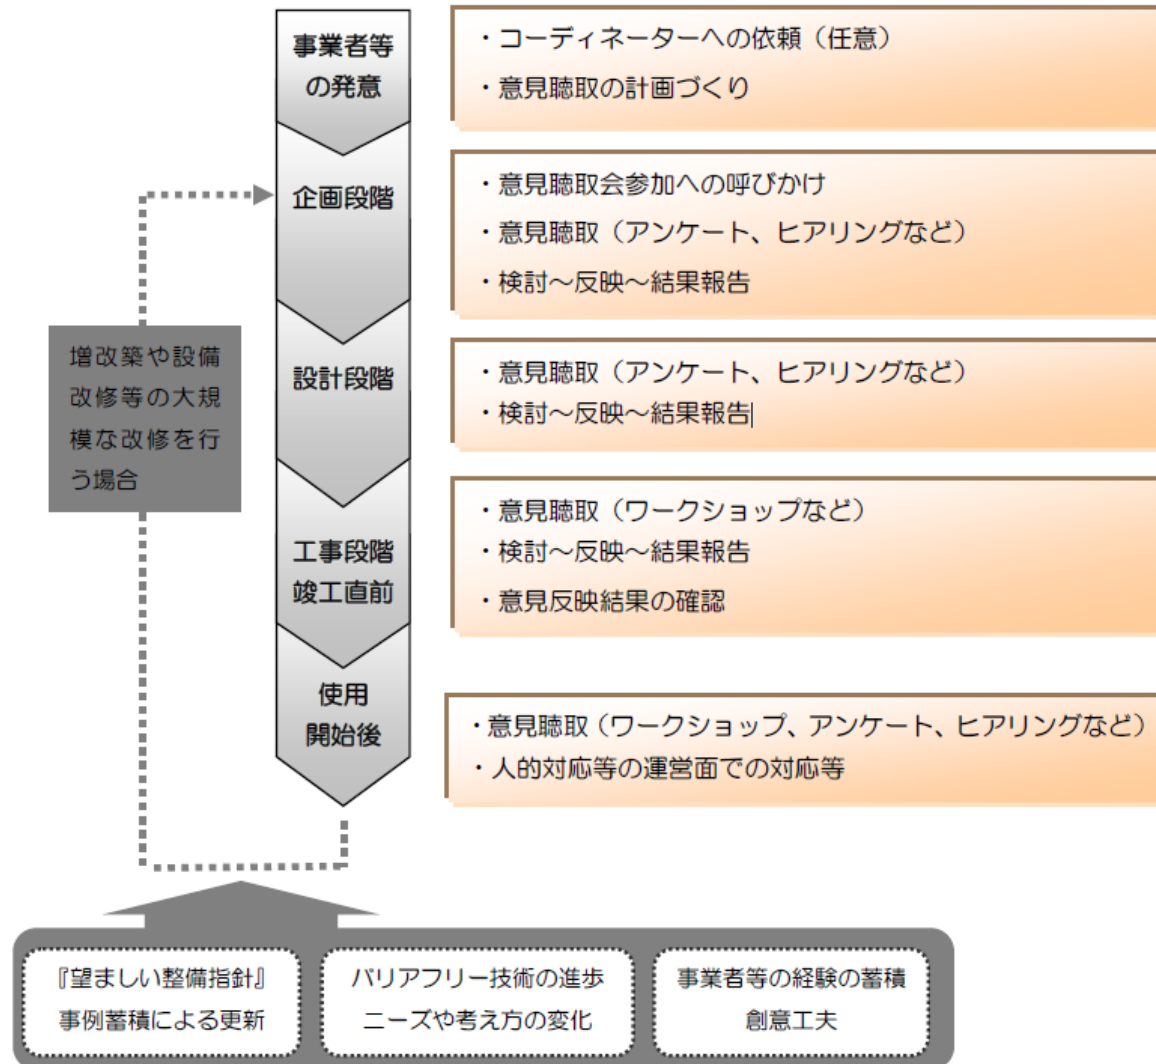 事業者等
の発意
・コーディネーターへの依頼（任意）
・意見聴取の計画づくり
企画段階
・意見聴取会参加への呼びかけ
・意見聴取（アンケート、ヒアリングなど）
・検討～反映～結果報告
増改築や設備
改修等の大規
模な改修を行
う場合
設計段階
・意見聴取（アンケート、ヒアリングなど）
・検討～反映～結果報告
工事段階
竣工直前
・意見聴取（ワークショップなど）
・検討～反映～結果報告
・意見反映結果の確認
使用
開始後
・意見聴取（ワークショップ、アンケート、ヒアリングなど）
・人的対応等の運営面での対応等
『望ましい整備指針』
事例蓄積による更新
バリアフリー技術の進歩
ニーズや考え方の変化
事業者等の経験の蓄積
創意工夫